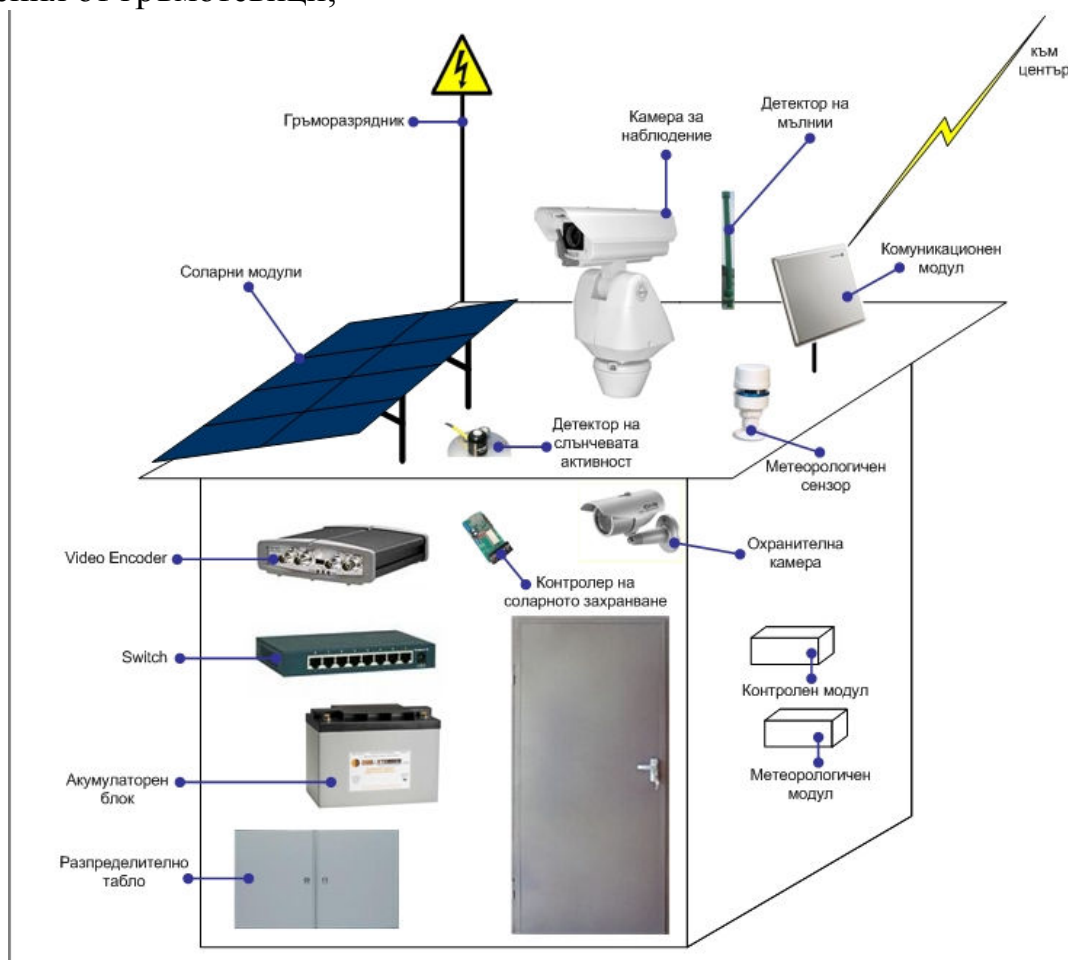 към
център
Детектор на
мълнии
Камера за
наблюдение
Гръморазрядник
Комуникационен
модул
Соларни модули
Детектор на
слънчевата
активност
Метеорологичен
сензор
Video Encoder
Охранителна
камера
Контролер на
соларното захранване
Switch
Контролен модул
Акумулаторен
блок
Метеорологичен
модул
Разпределително
табло